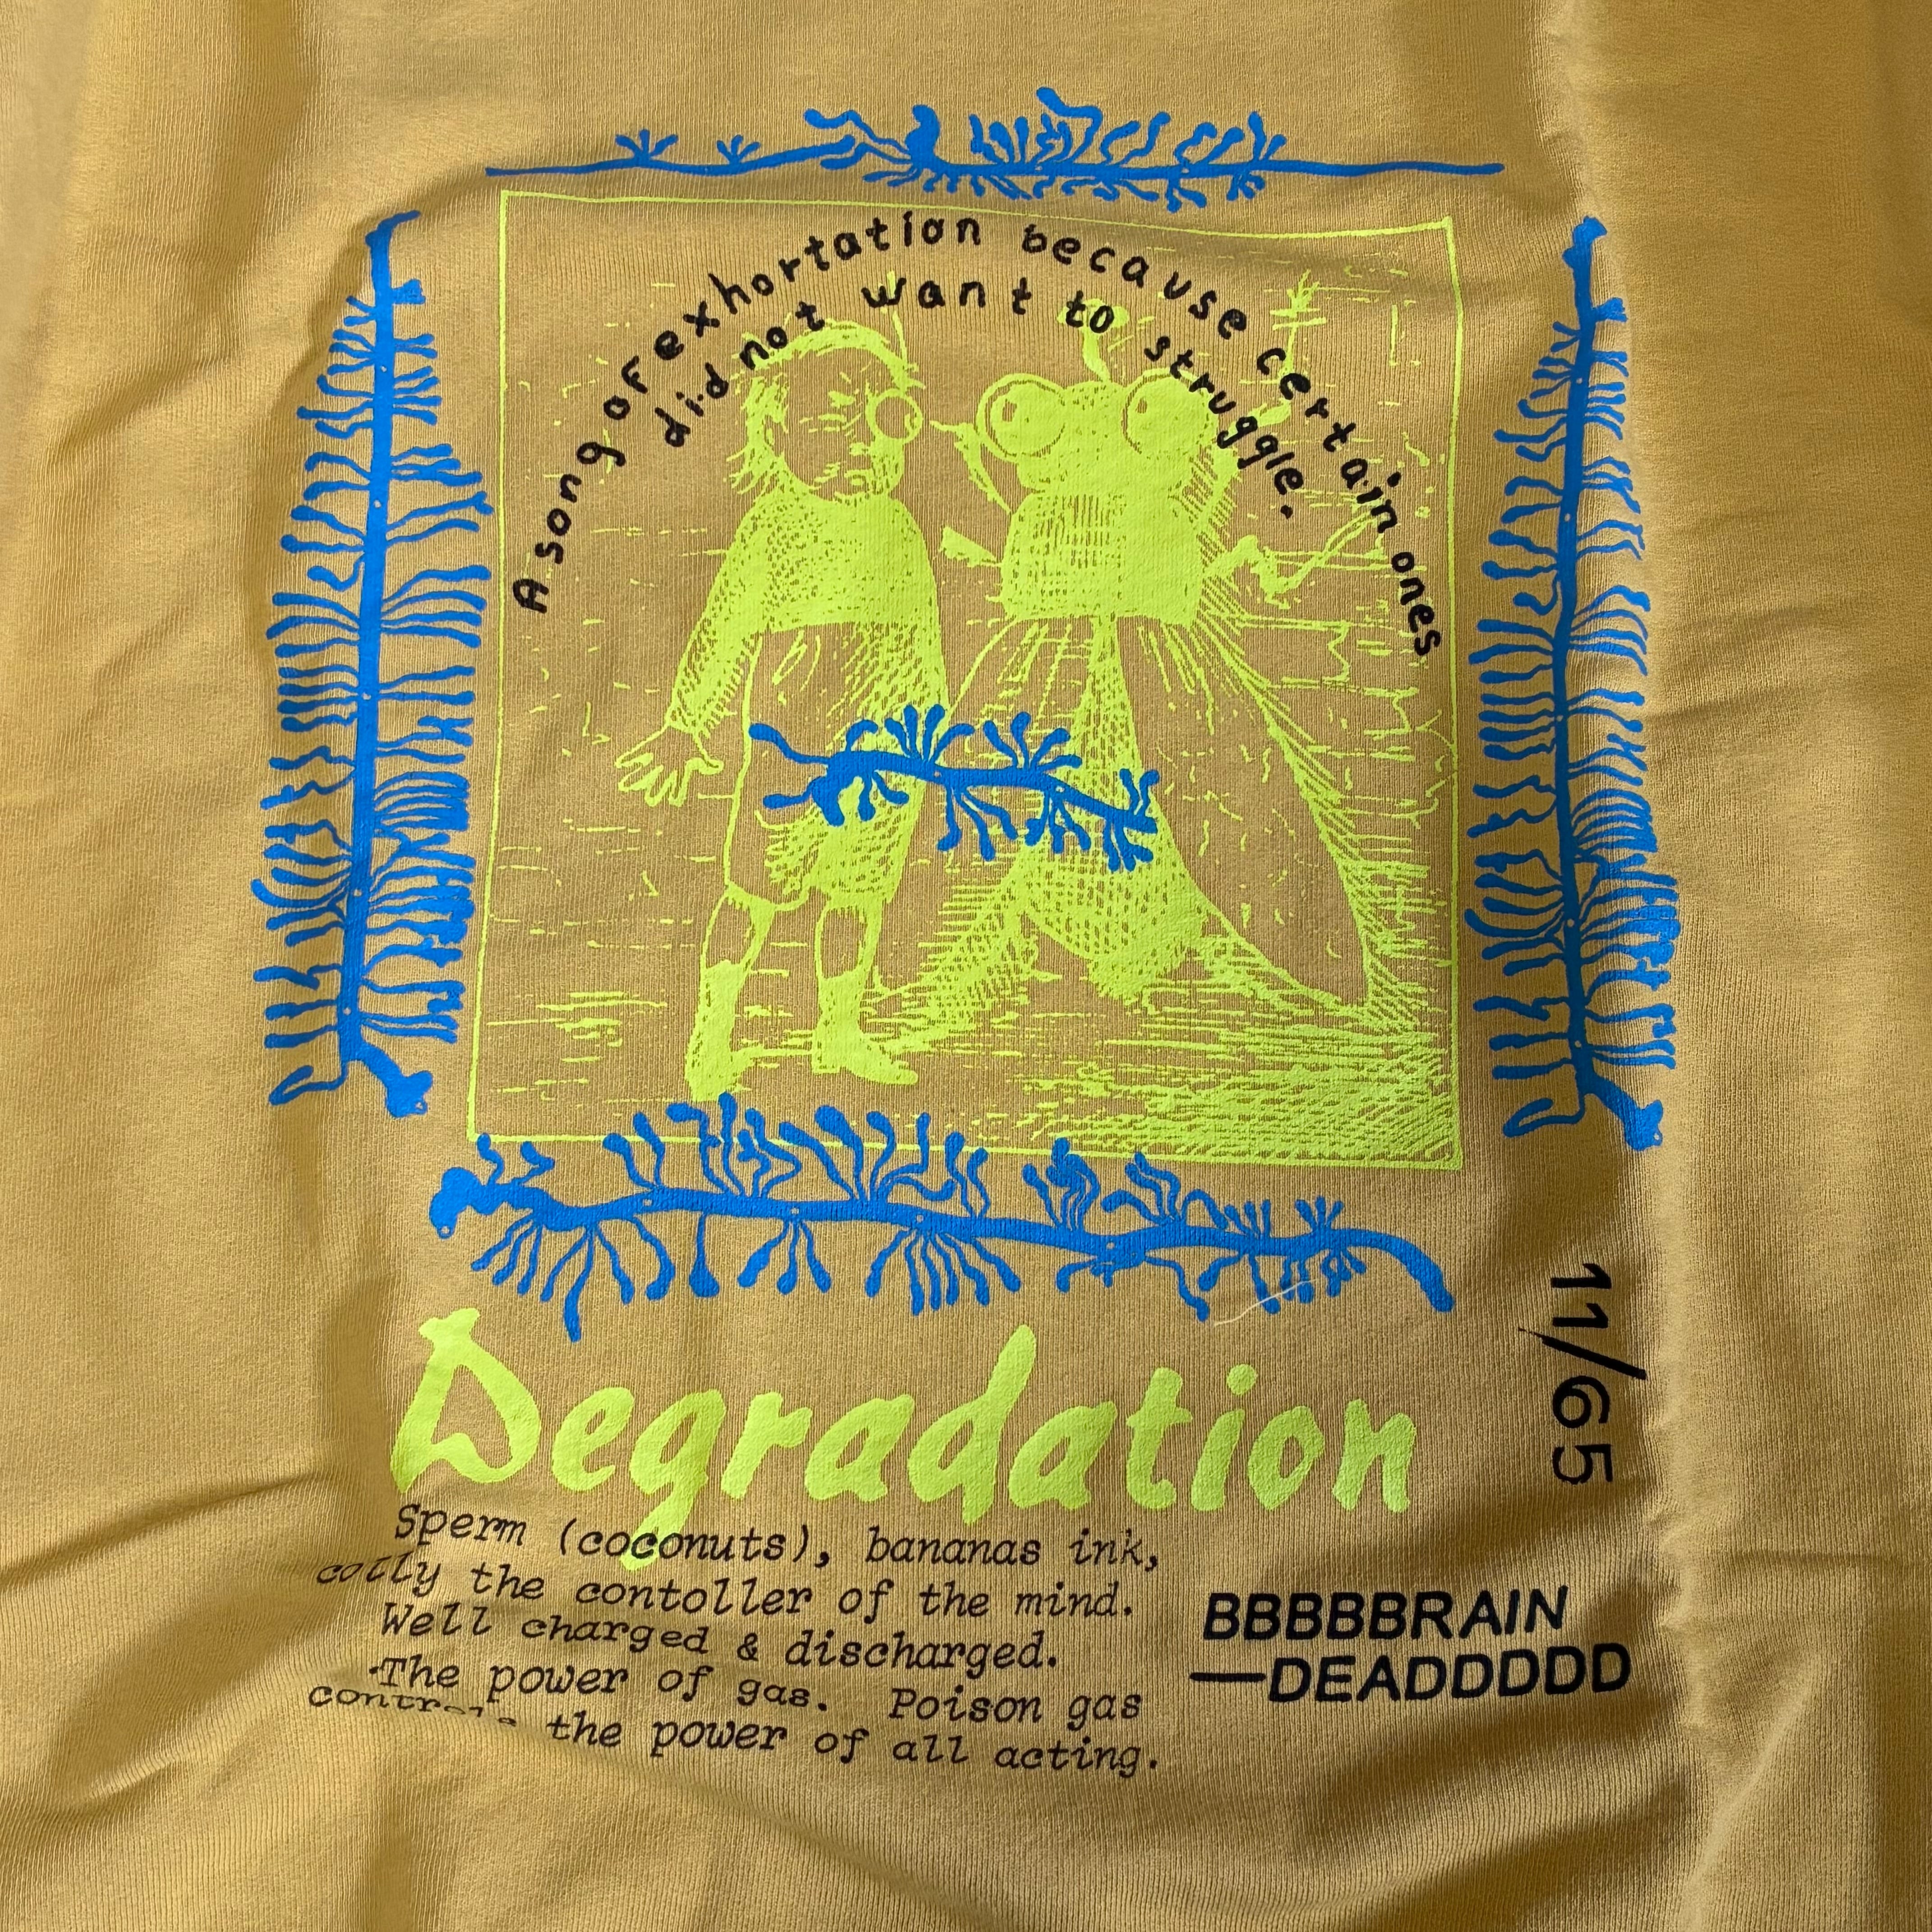 A song of exhortation because certain ones
did not want to struggle.
11/65
Degradation
Sperm (coconuts), bananas ink,
the contoller of the mind.
Well charged & discharged.
The power of gas. Poison gas
the power of all acting.
BBBBBRAIN
—DEADDDDD